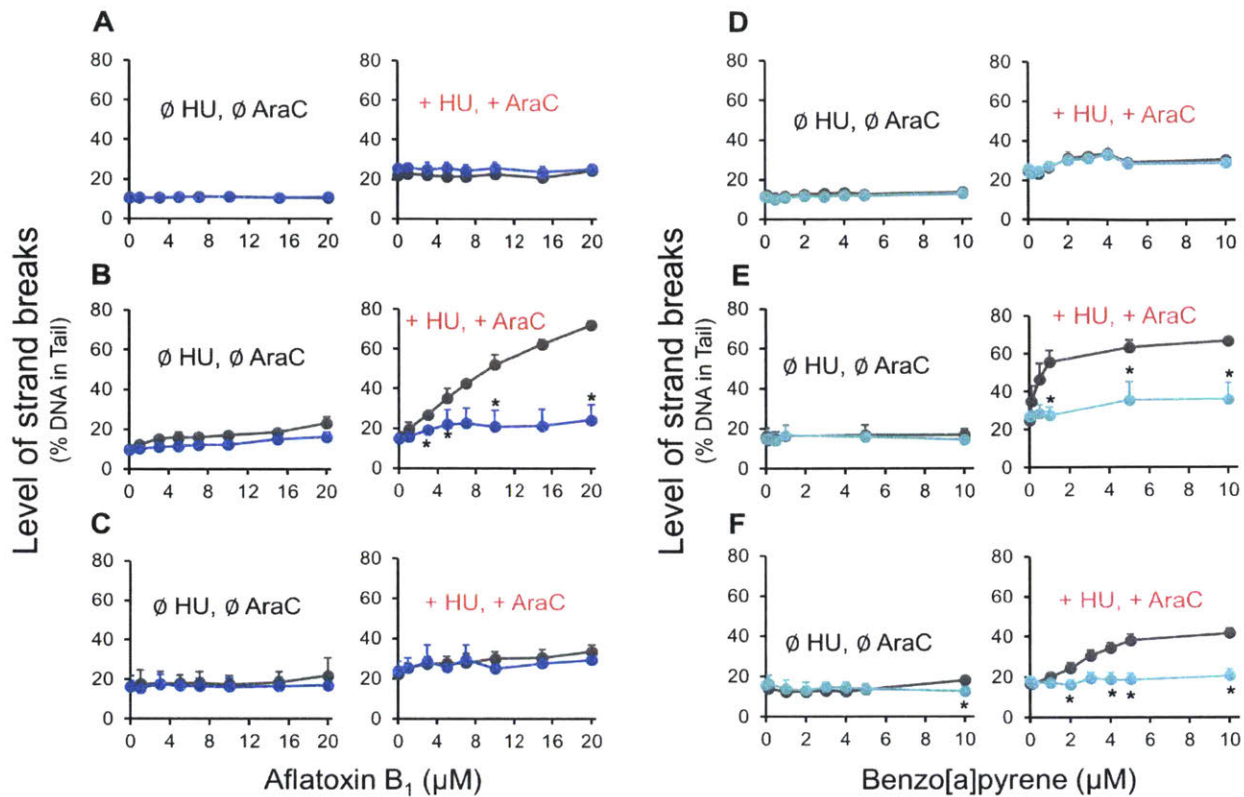 A
80
60
40
20
0
Ø HU, Ø AraC
0 4 8 12 16 20
80
60
40
20
0
+ HU, + AraC
0 4 8 12 16 20
B
80
60
40
20
0
Ø HU, Ø AraC
0 4 8 12 16 20
80
60
40
20
0
+ HU, + AraC
* * * *
0 4 8 12 16 20
C
80
60
40
20
0
Ø HU, Ø AraC
0 4 8 12 16 20
80
60
40
20
0
+ HU, + AraC
0 4 8 12 16 20
Level of strand breaks
(% DNA in Tail)
Aflatoxin B₁ (µM)
D
80
60
40
20
0
Ø HU, Ø AraC
0 2 4 6 8 10
80
60
40
20
0
+ HU, + AraC
0 2 4 6 8 10
E
80
60
40
20
0
Ø HU, Ø AraC
0 2 4 6 8 10
80
60
40
20
0
+ HU, + AraC
* * *
0 2 4 6 8 10
F
80
60
40
20
0
Ø HU, Ø AraC
*
0 2 4 6 8 10
80
60
40
20
0
+ HU, + AraC
* * * *
0 2 4 6 8 10
Level of strand breaks
(% DNA in Tail)
Benzo[a]pyrene (µM)